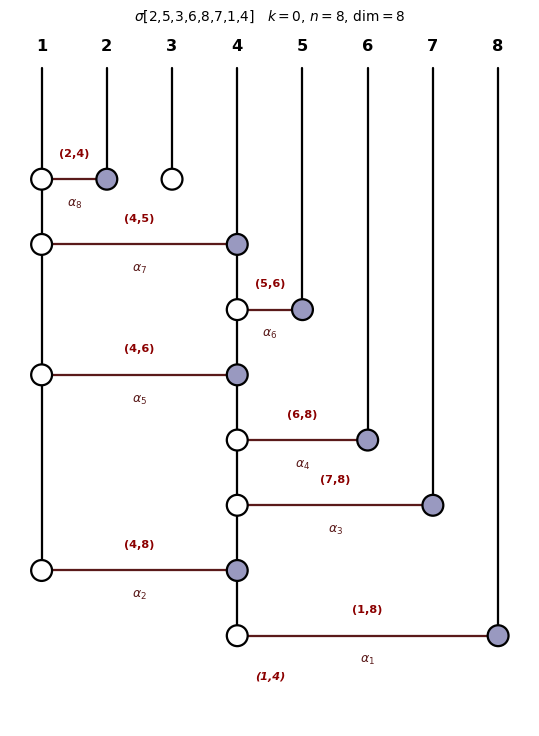 σ[2,5,3,6,8,7,1,4] k = 0, n = 8, dim = 8
1 2 3 4 5 6 7 8
(2,4)
α₈
(4,5)
α₇
(5,6)
α₆
(4,6)
α₅
(6,8)
α₄
(7,8)
α₃
(4,8)
α₂
(1,8)
α₁
(1,4)